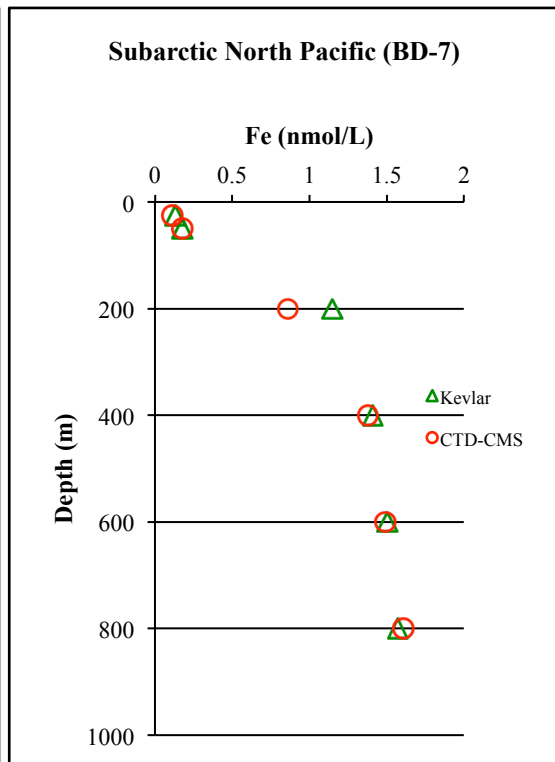 Subarctic North Pacific (BD-7)
Fe (nmol/L)
0 0.5 1 1.5 2
0
200
400
600
800
1000
Depth (m)
Kevlar
CTD-CMS